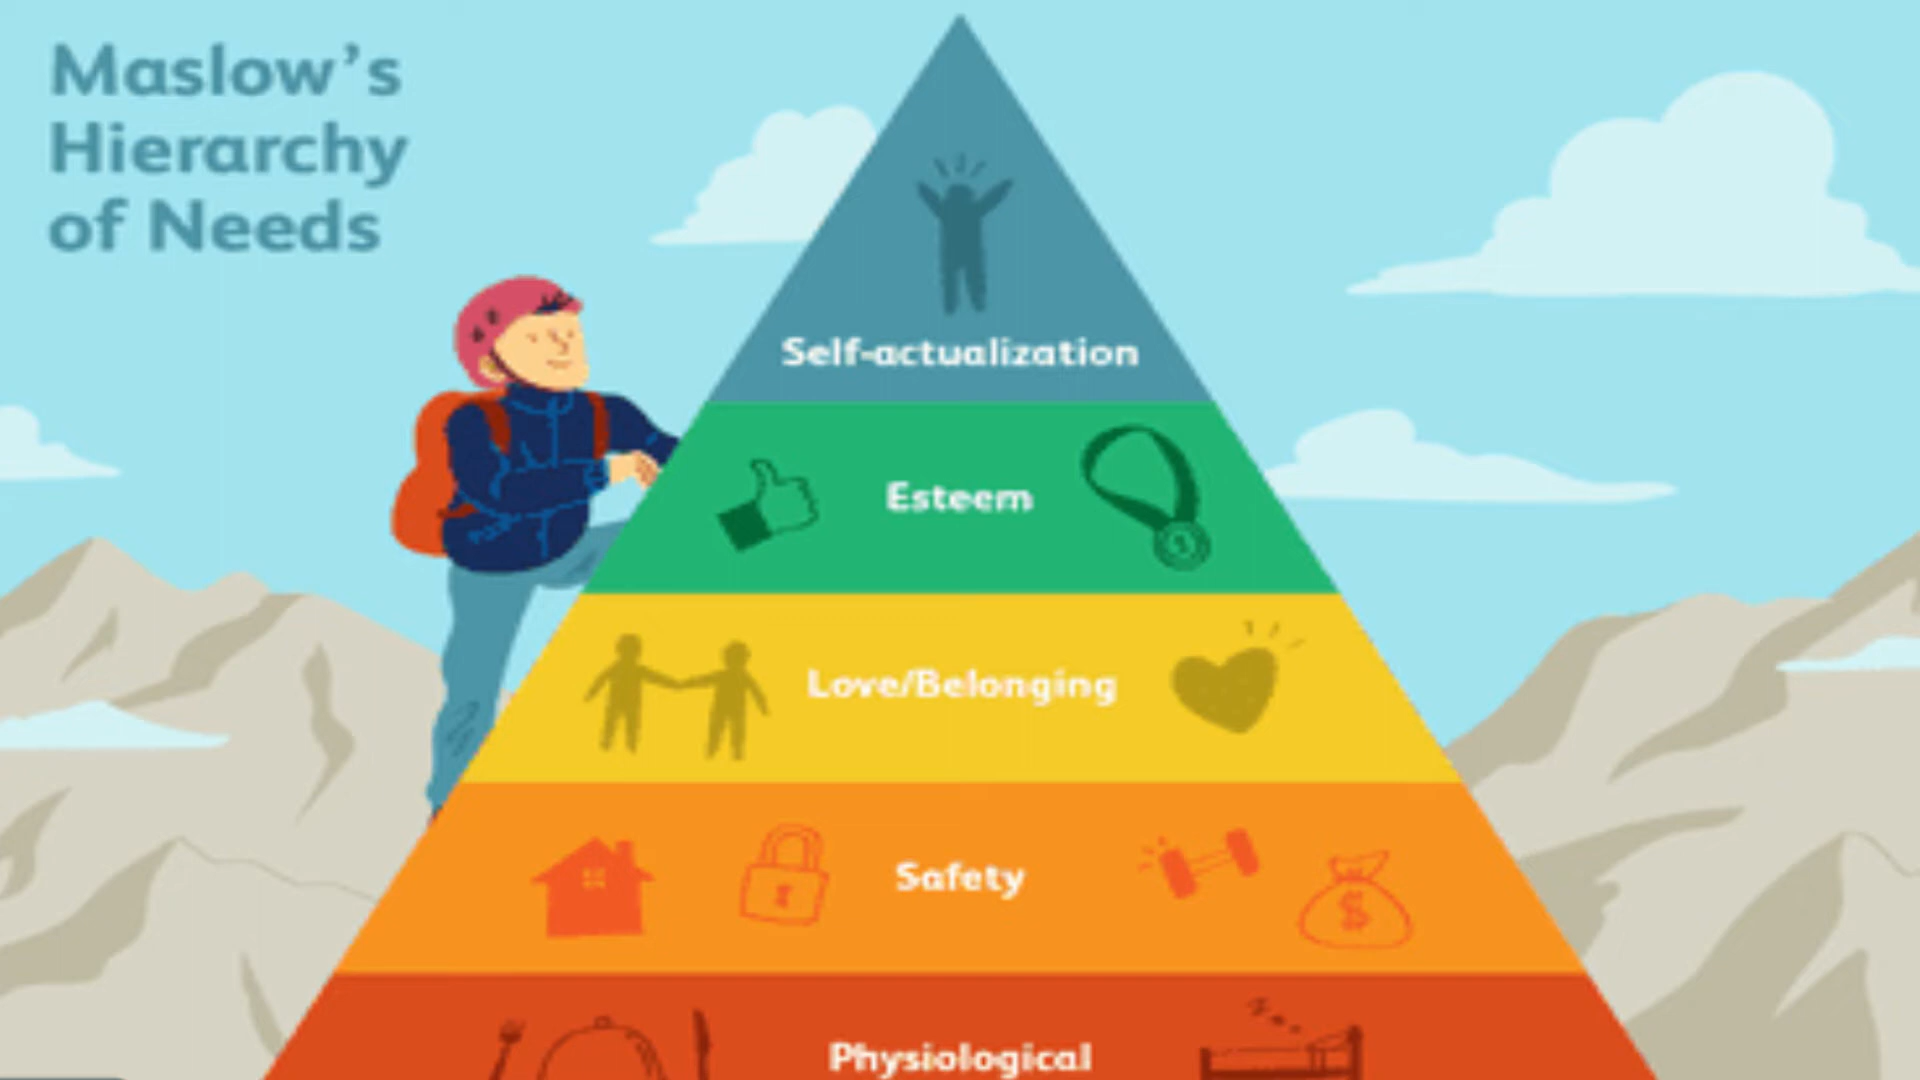 Maslow’s
Hierarchy
of Needs
Self-actualization
Esteem
Love/Belonging
Safety
$
Physiological